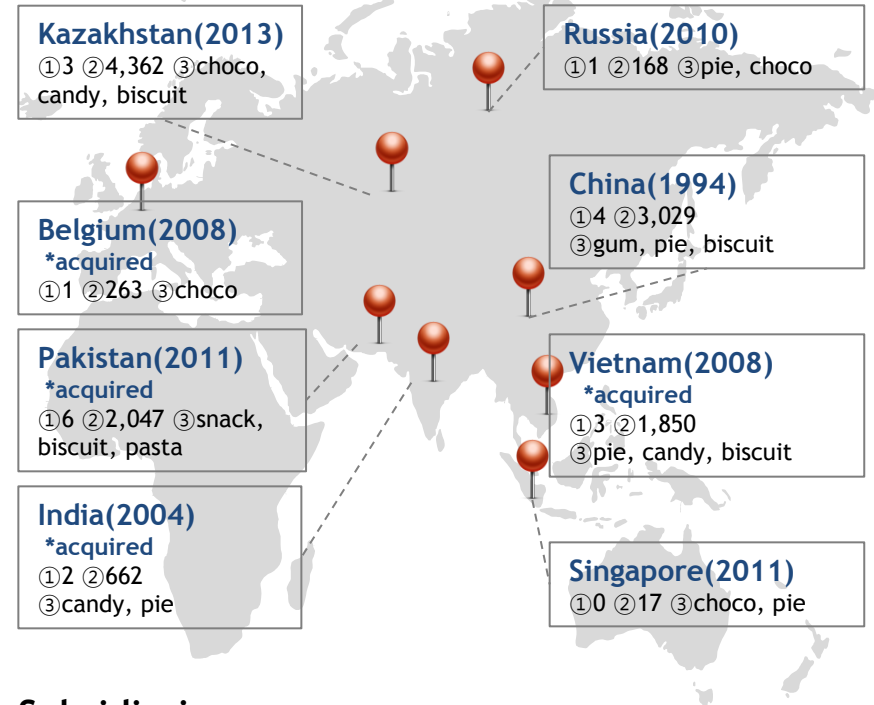 Kazakhstan(2013)
①3 ②4,362 ③choco,
candy, biscuit
Russia(2010)
①1 ②168 ③pie, choco
Belgium(2008)
*acquired
①1 ②263 ③choco
China(1994)
①4 ②3,029
③gum, pie, biscuit
Pakistan(2011)
*acquired
①6 ②2,047 ③snack,
biscuit, pasta
Vietnam(2008)
*acquired
①3 ②1,850
③pie, candy, biscuit
India(2004)
*acquired
①2 ②662
③candy, pie
Singapore(2011)
①0 ②17 ③choco, pie